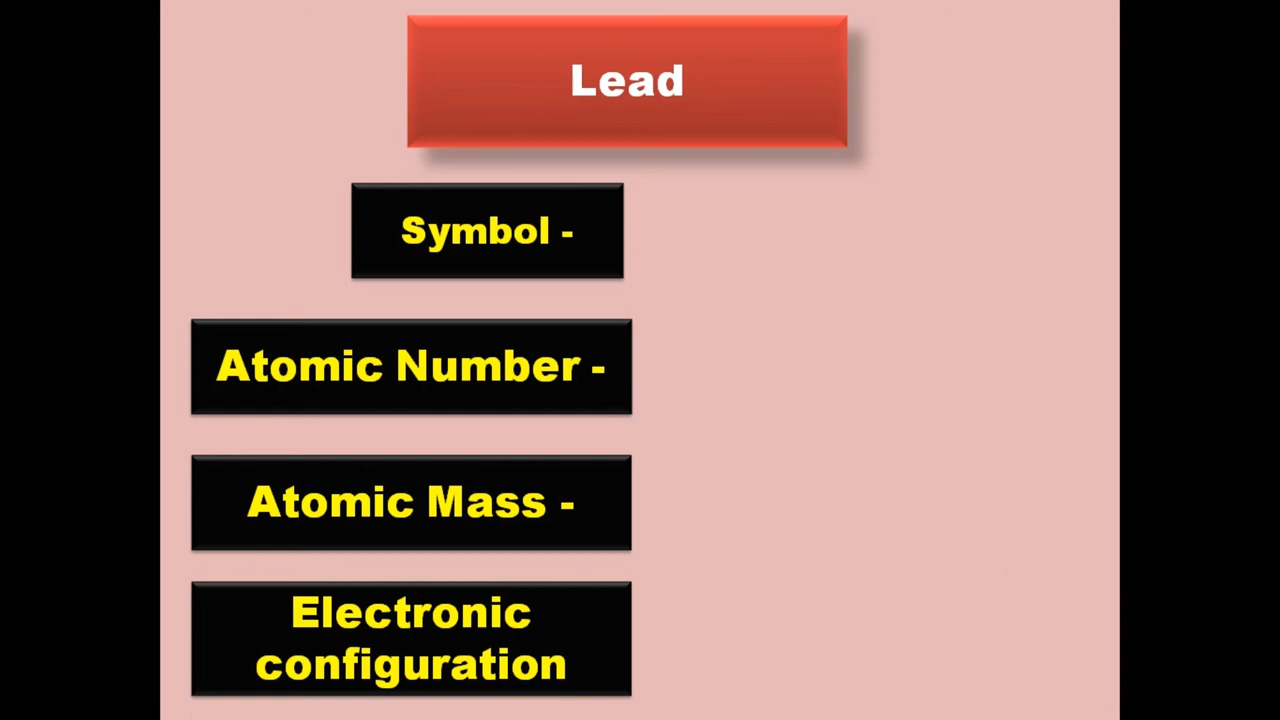 Lead
Symbol -
Atomic Number -
Atomic Mass -
Electronic
configuration